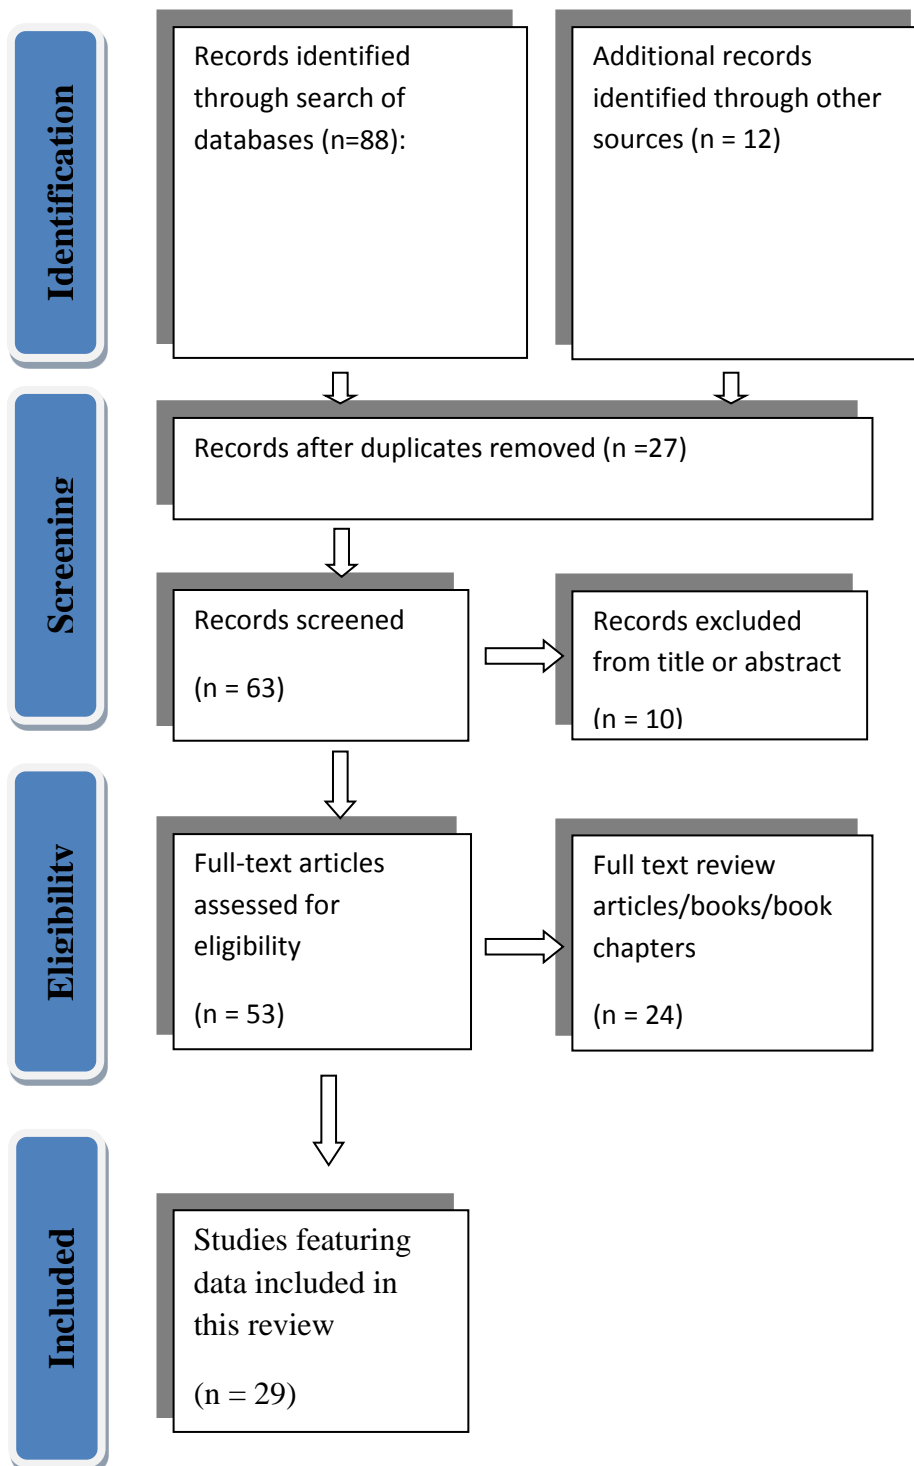 Identification
Records identified
through search of
databases (n=88):
Additional records
identified through other
sources (n = 12)
Screening
Records after duplicates removed (n =27)
Records screened
(n = 63)
Records excluded
from title or abstract
(n = 10)
Eligibility
Full-text articles
assessed for
eligibility
(n = 53)
Full text review
articles/books/book
chapters
(n = 24)
Included
Studies featuring
data included in
this review
(n = 29)